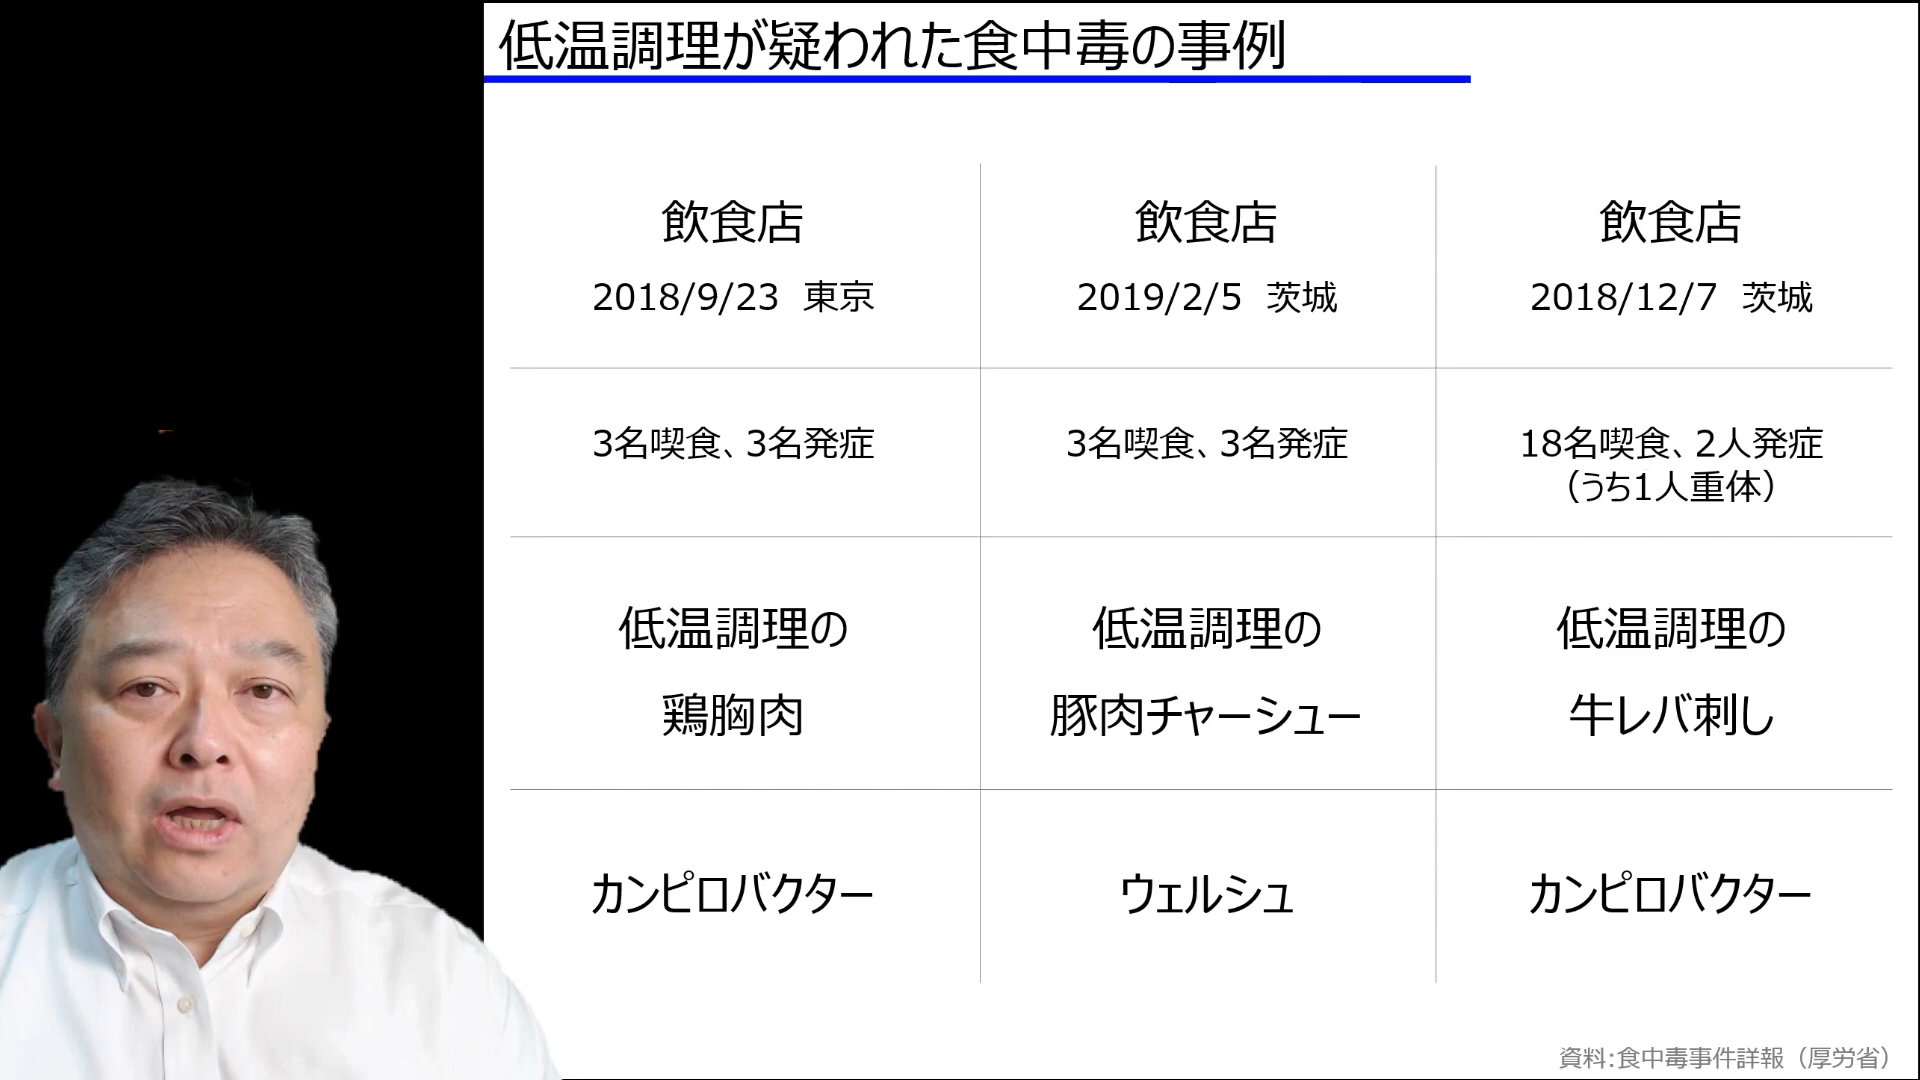 低温調理が疑われた食中毒の事例
飲食店
2018/9/23 東京
飲食店
2019/2/5 茨城
飲食店
2018/12/7 茨城
3名喫食、3名発症
3名喫食、3名発症
18名喫食、2人発症
（うち1人重体）
低温調理の
鶏胸肉
低温調理の
豚肉チャーシュー
低温調理の
牛レバ刺し
カンピロバクター
ウェルシュ
カンピロバクター
資料:食中毒事件詳報（厚労省）